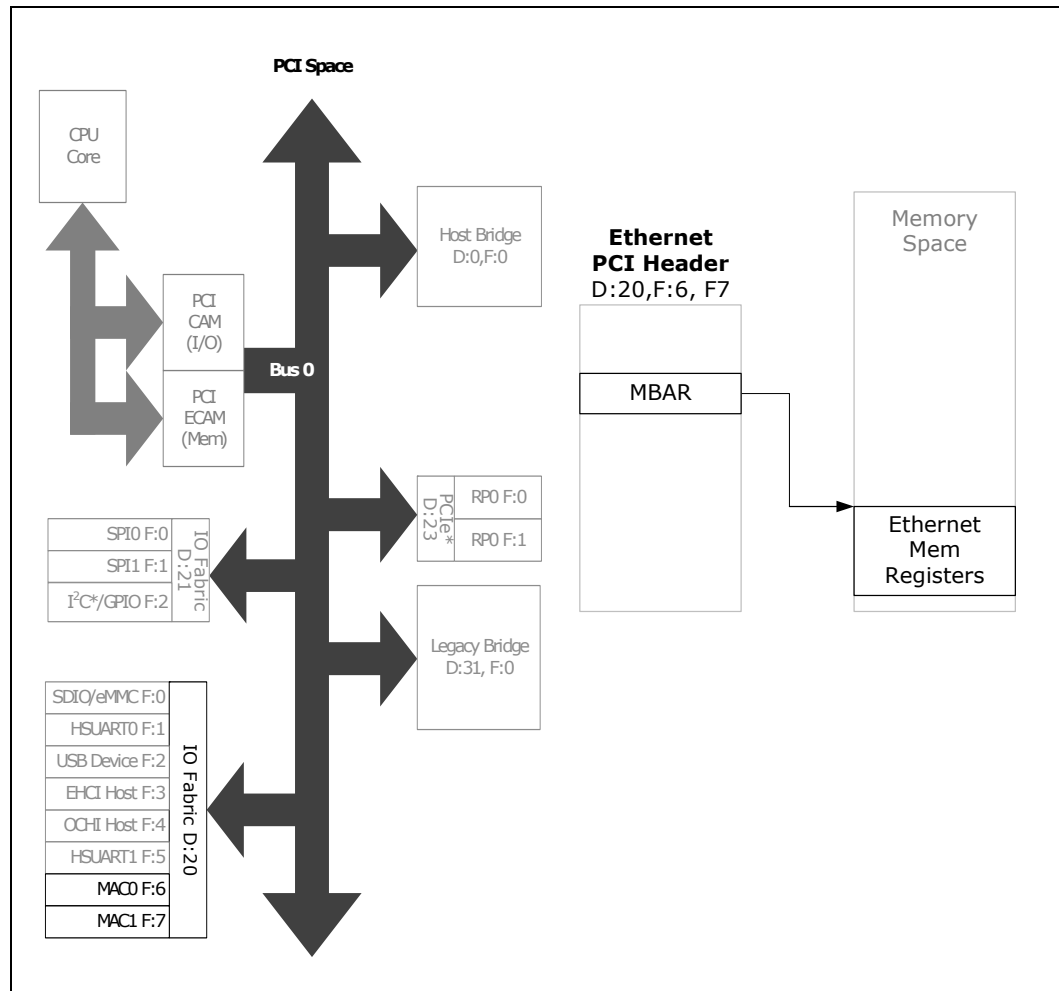 PCI Space
CPU
Core
Host Bridge
D:0,F:0
Ethernet
PCI Header
D:20,F:6, F7
Memory
Space
PCI
CAM
(I/O)
Bus 0
PCI
ECAM
(Mem)
MBAR
PCIe*
D:23
RP0 F:0
RP0 F:1
Ethernet
Mem
Registers
SPI0 F:0
SPI1 F:1
I²C*/GPIO F:2
IO Fabric
D:21
Legacy Bridge
D:31, F:0
SDIO/eMMC F:0
HSUART0 F:1
USB Device F:2
EHCI Host F:3
OCHI Host F:4
HSUART1 F:5
MAC0 F:6
MAC1 F:7
IO Fabric D:20